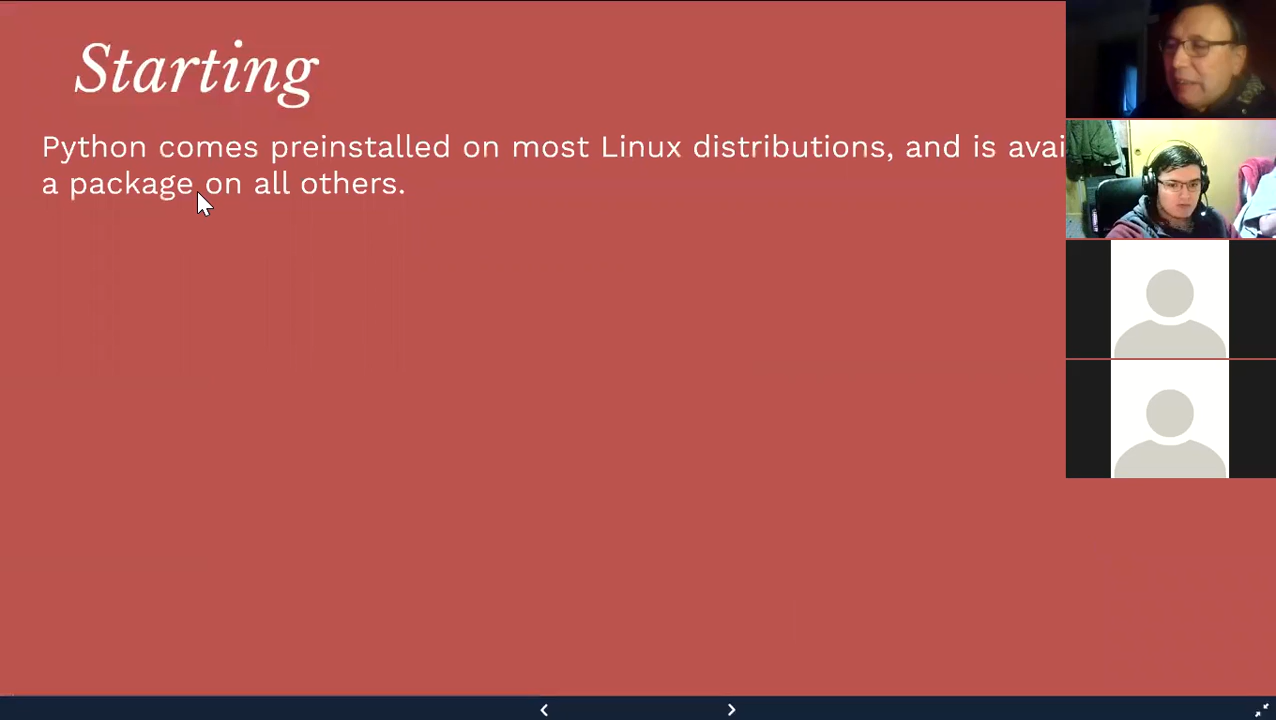 Starting
Python comes preinstalled on most Linux distributions, and is avai
a package on all others.